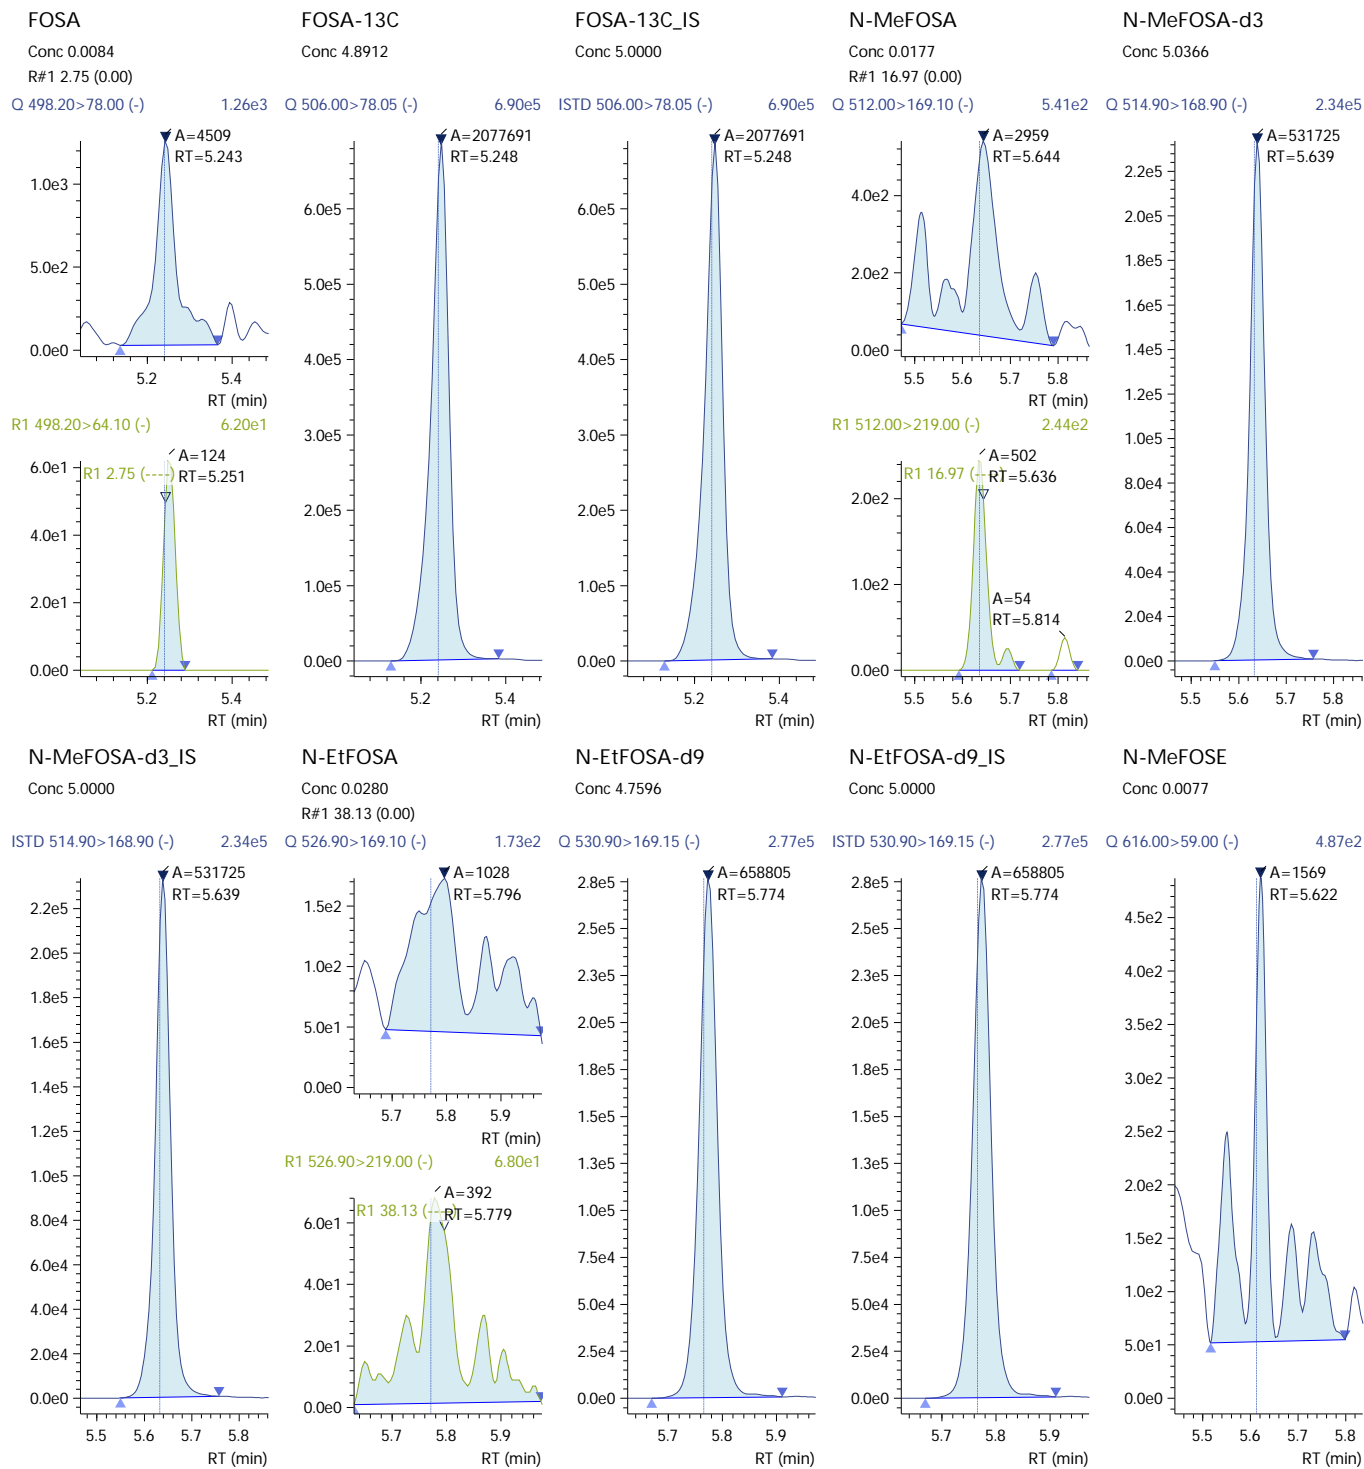 FOSA
Conc 0.0084
R#1 2.75 (0.00)
Q 498.20>78.00 (-) 1.26e3
A=4509
RT=5.243
1.0e3
5.0e2
0.0e0
5.2 5.4
RT (min)
R1 498.20>64.10 (-) 6.20e1
A=124
RT=5.251
R1 2.75 (----)
6.0e1
4.0e1
2.0e1
0.0e0
5.2 5.4
RT (min)
FOSA-13C
Conc 4.8912
Q 506.00>78.05 (-) 6.90e5
A=2077691
RT=5.248
6.0e5
5.0e5
4.0e5
3.0e5
2.0e5
1.0e5
0.0e0
5.2 5.4
RT (min)
FOSA-13C_IS
Conc 5.0000
ISTD 506.00>78.05 (-) 6.90e5
A=2077691
RT=5.248
6.0e5
5.0e5
4.0e5
3.0e5
2.0e5
1.0e5
0.0e0
5.2 5.4
RT (min)
N-MeFOSA
Conc 0.0177
R#1 16.97 (0.00)
Q 512.00>169.10 (-) 5.41e2
A=2959
RT=5.644
4.0e2
2.0e2
0.0e0
5.5 5.6 5.7 5.8
RT (min)
R1 512.00>219.00 (-) 2.44e2
A=502
RT=5.636
R1 16.97 (----)
2.0e2
1.0e2
0.0e0
A=54
RT=5.814
5.5 5.6 5.7 5.8
RT (min)
N-MeFOSA-d3
Conc 5.0366
Q 514.90>168.90 (-) 2.34e5
A=531725
RT=5.639
2.2e5
2.0e5
1.8e5
1.6e5
1.4e5
1.2e5
1.0e5
8.0e4
6.0e4
4.0e4
2.0e4
0.0e0
5.5 5.6 5.7 5.8
RT (min)
N-MeFOSA-d3_IS
Conc 5.0000
ISTD 514.90>168.90 (-) 2.34e5
A=531725
RT=5.639
2.2e5
2.0e5
1.8e5
1.6e5
1.4e5
1.2e5
1.0e5
8.0e4
6.0e4
4.0e4
2.0e4
0.0e0
5.5 5.6 5.7 5.8
RT (min)
N-EtFOSA
Conc 0.0280
R#1 38.13 (0.00)
Q 526.90>169.10 (-) 1.73e2
A=1028
RT=5.796
1.5e2
1.0e2
5.0e1
0.0e0
5.7 5.8 5.9
RT (min)
R1 526.90>219.00 (-) 6.80e1
A=392
RT=5.779
R1 38.13 (----)
6.0e1
4.0e1
2.0e1
0.0e0
5.7 5.8 5.9
RT (min)
N-EtFOSA-d9
Conc 4.7596
Q 530.90>169.15 (-) 2.77e5
A=658805
RT=5.774
2.8e5
2.5e5
2.3e5
2.0e5
1.8e5
1.5e5
1.3e5
1.0e5
7.5e4
5.0e4
2.5e4
0.0e0
5.7 5.8 5.9
RT (min)
N-EtFOSA-d9_IS
Conc 5.0000
ISTD 530.90>169.15 (-) 2.77e5
A=658805
RT=5.774
2.8e5
2.5e5
2.3e5
2.0e5
1.8e5
1.5e5
1.3e5
1.0e5
7.5e4
5.0e4
2.5e4
0.0e0
5.7 5.8 5.9
RT (min)
N-MeFOSE
Conc 0.0077
Q 616.00>59.00 (-) 4.87e2
A=1569
RT=5.622
4.5e2
4.0e2
3.5e2
3.0e2
2.5e2
2.0e2
1.5e2
1.0e2
5.0e1
0.0e0
5.5 5.6 5.7 5.8
RT (min)